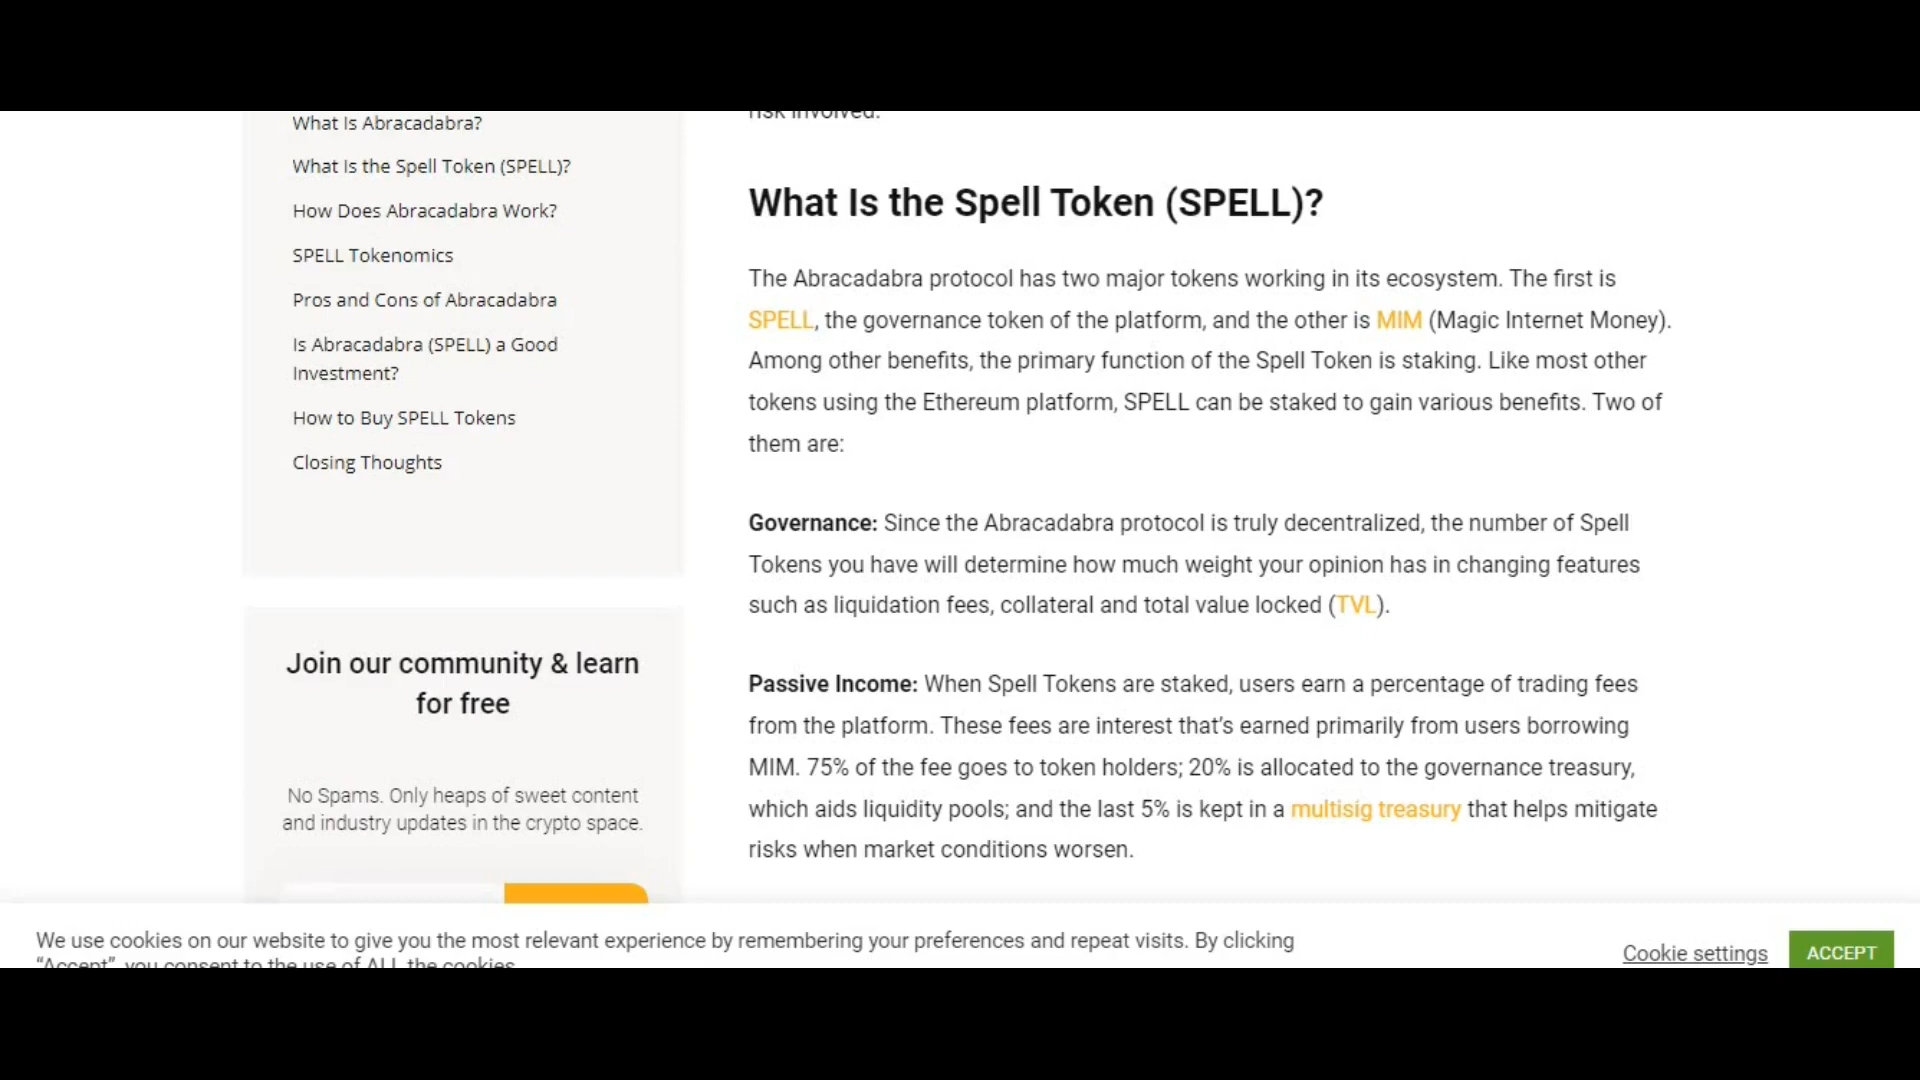 What Is Abracadabra?
What Is the Spell Token (SPELL)?
How Does Abracadabra Work?
SPELL Tokenomics
Pros and Cons of Abracadabra
Is Abracadabra (SPELL) a Good
Investment?
How to Buy SPELL Tokens
Closing Thoughts
Join our community & learn
for free
No Spams. Only heaps of sweet content
and industry updates in the crypto space.
risk involved.
What Is the Spell Token (SPELL)?
The Abracadabra protocol has two major tokens working in its ecosystem. The first is
SPELL, the governance token of the platform, and the other is MIM (Magic Internet Money).
Among other benefits, the primary function of the Spell Token is staking. Like most other
tokens using the Ethereum platform, SPELL can be staked to gain various benefits. Two of
them are:
Governance: Since the Abracadabra protocol is truly decentralized, the number of Spell
Tokens you have will determine how much weight your opinion has in changing features
such as liquidation fees, collateral and total value locked (TVL).
Passive Income: When Spell Tokens are staked, users earn a percentage of trading fees
from the platform. These fees are interest that’s earned primarily from users borrowing
MIM. 75% of the fee goes to token holders; 20% is allocated to the governance treasury,
which aids liquidity pools; and the last 5% is kept in a multisig treasury that helps mitigate
risks when market conditions worsen.
We use cookies on our website to give you the most relevant experience by remembering your preferences and repeat visits. By clicking
“Accept”, you consent to the use of ALL the cookies.
Cookie settings
ACCEPT